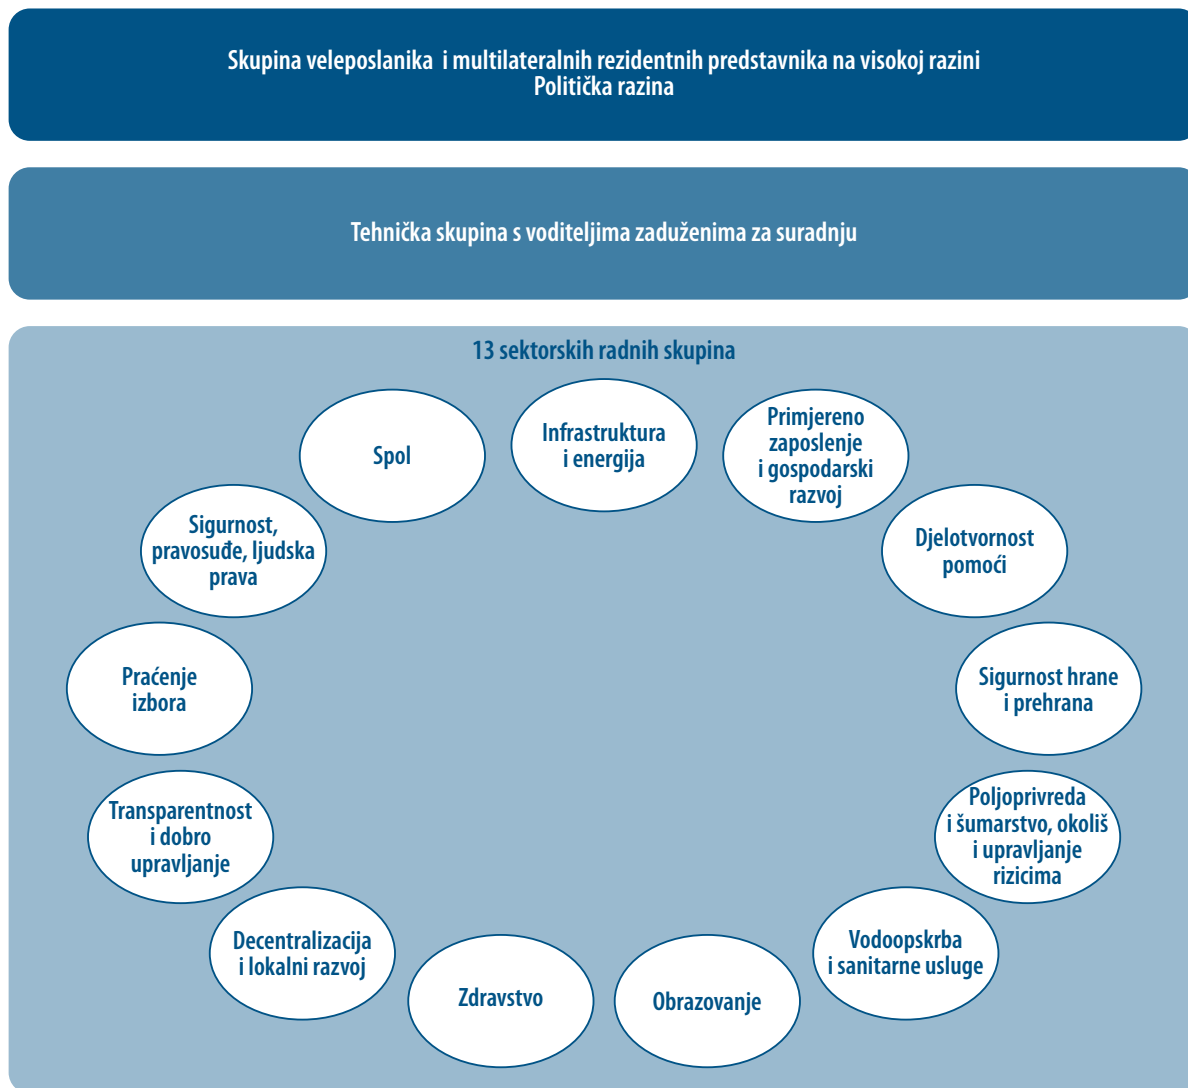 Skupina veleposlanika i multilateralnih rezidentnih predstavnika na visokoj razini
Politička razina
Tehnička skupina s voditeljima zaduženima za suradnju
13 sektorskih radnih skupina
Infrastruktura
i energija
Primjereno
zaposlenje
i gospodarski
razvoj
Djelotvornost
pomoći
Sigurnost hrane
i prehrana
Poljoprivreda
i šumarstvo, okoliš
i upravljanje
rizicima
Vodoopskrba
i sanitarne usluge
Obrazovanje
Zdravstvo
Decentralizacija
i lokalni razvoj
Transparentnost
i dobro
upravljanje
Praćenje
izbora
Sigurnost,
pravosuđe, ljudska
prava
Spol